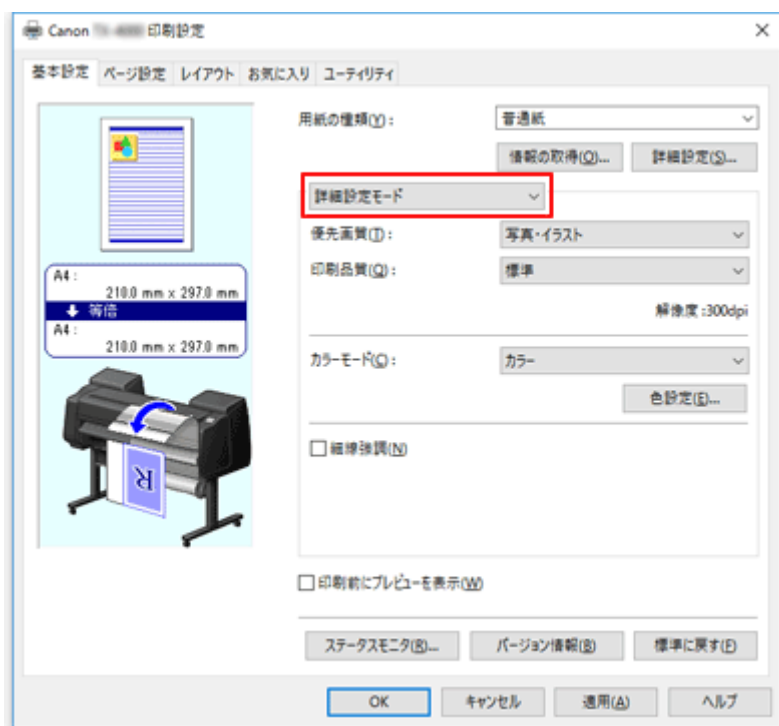 Canon 印刷設定
基本設定 ページ設定 レイアウト お気に入り ユーティリティ
用紙の種類(Y): 普通紙
情報の取得(O)... 詳細設定(S)...
詳細設定モード
優先画質(T): 写真・イラスト
印刷品質(Q): 標準
解像度:300dpi
カラーモード(C): カラー
色設定(E)...
細線強調(N)
A4:
210.0 mm x 297.0 mm
等倍
A4:
210.0 mm x 297.0 mm
R
印刷前にプレビューを表示(W)
ステータスモニタ(R)... バージョン情報(B) 標準に戻す(F)
OK キャンセル 適用(A) ヘルプ